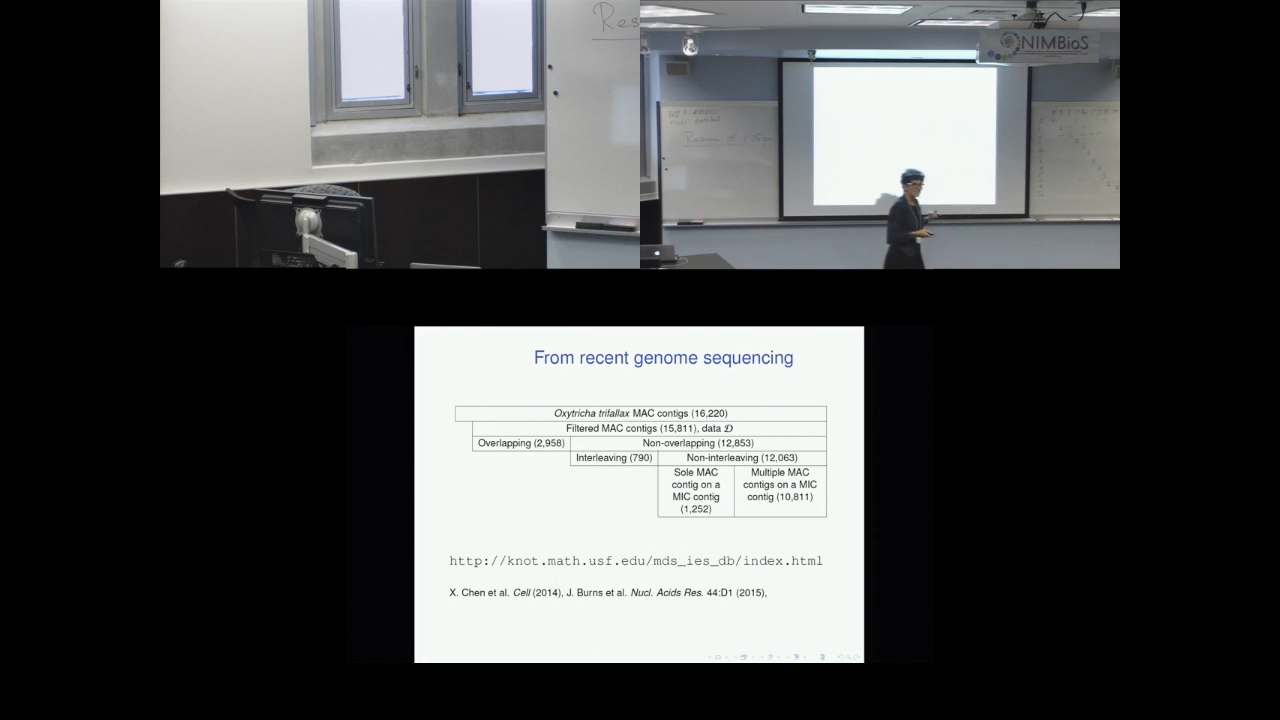 Res
NIMBioS
From recent genome sequencing
Oxytricha trifallax MAC contigs (16,220)
Filtered MAC contigs (15,811), data D
Overlapping (2,958) Non-overlapping (12,853)
Interleaving (790) Non-interleaving (12,063)
Sole MAC
contig on a
MIC contig
(1,252)
Multiple MAC
contigs on a MIC
contig (10,811)
http://knot.math.usf.edu/mds_ies_db/index.html
X. Chen et al. Cell (2014), J. Burns et al. Nucl. Acids Res. 44:D1 (2015),